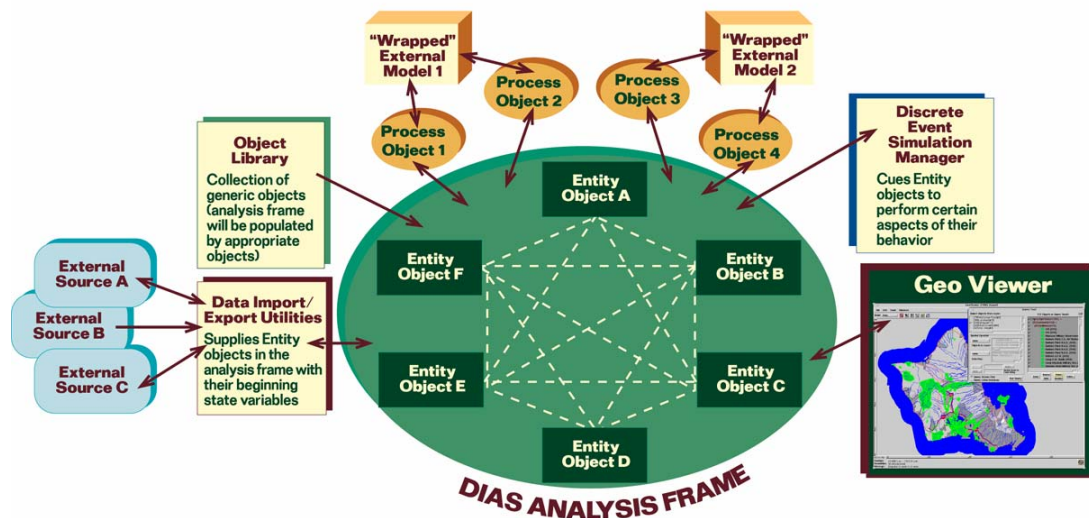 “Wrapped”
External
Model 1
Process
Object 2
Process
Object 1
Process
Object 3
“Wrapped”
External
Model 2
Process
Object 4
Object
Library
Collection of
generic objects
(analysis frame
will be
populated
by appropriate
objects)
Discrete
Event
Simulation
Manager
Cues Entity
objects to
perform certain
aspects of their
behavior
External
Source A
External
Source B
External
Source C
Data Import/
Export Utilities
Supplies Entity
objects in the
analysis frame with
their beginning
state variables
Entity
Object A
Entity
Object F
Entity
Object B
Entity
Object E
Entity
Object C
Entity
Object D
Geo Viewer
DIAS ANALYSIS FRAME